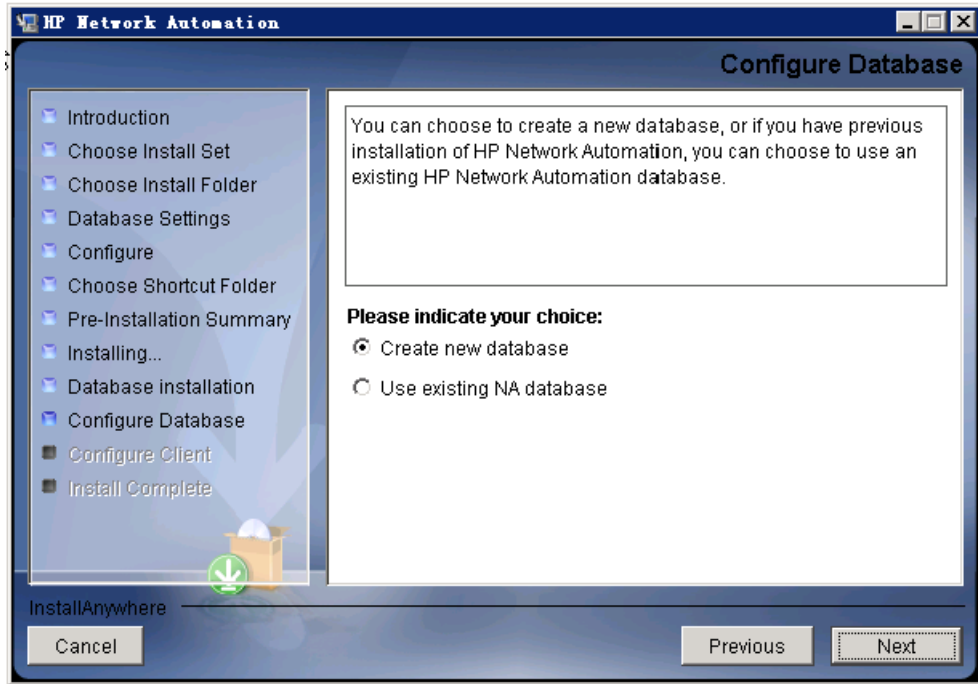 HP Network Automation
Configure Database
Introduction
Choose Install Set
Choose Install Folder
Database Settings
Configure
Choose Shortcut Folder
Pre-Installation Summary
Installing...
Database installation
Configure Database
Configure Client
Install Complete
You can choose to create a new database, or if you have previous
installation of HP Network Automation, you can choose to use an
existing HP Network Automation database.
Please indicate your choice:
Create new database
Use existing NA database
InstallAnywhere
Cancel
Previous
Next